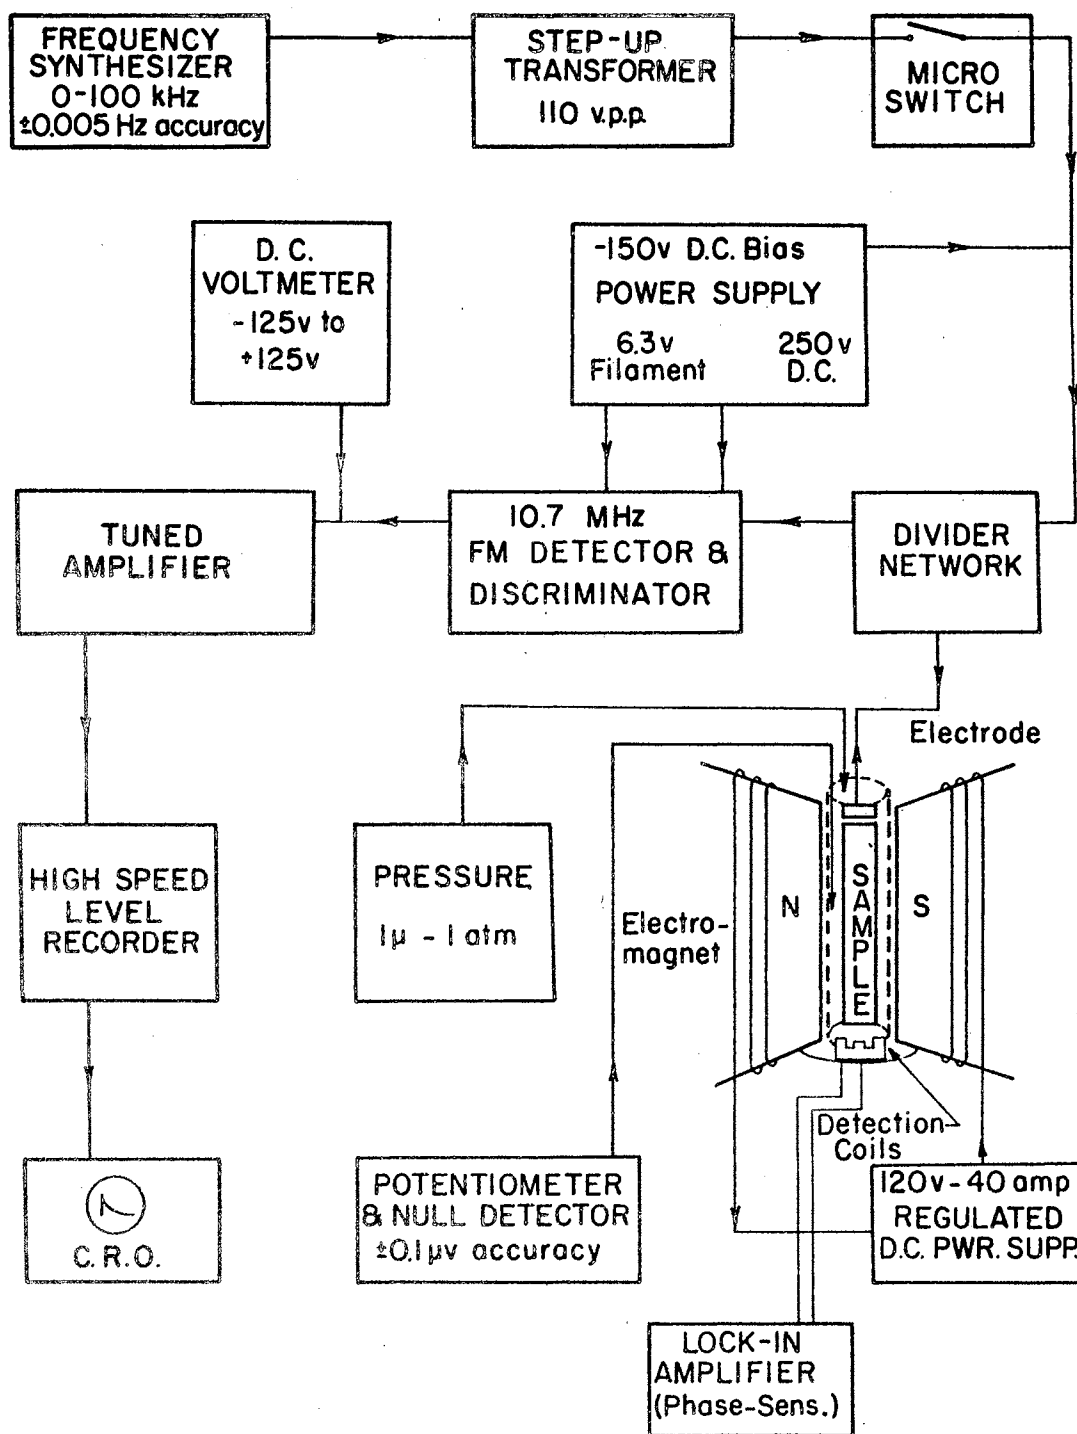 FREQUENCY
SYNTHESIZER
0-100 kHz
±0.005 Hz accuracy
STEP-UP
TRANSFORMER
110 v.p.p.
MICRO
SWITCH
D. C.
VOLTMETER
-125v to
+125v
-150v D.C. Bias
POWER SUPPLY
6.3v
Filament
250v
D.C.
TUNED
AMPLIFIER
10.7 MHz
FM DETECTOR &
DISCRIMINATOR
DIVIDER
NETWORK
Electrode
HIGH SPEED
LEVEL
RECORDER
PRESSURE
1μ - 1 atm
Electro-
magnet
N
SAMPLE
S
Detection
Coils
C.R.O.
POTENTIOMETER
& NULL DETECTOR
±0.1μv accuracy
120v-40 amp
REGULATED
D.C. PWR. SUPP.
LOCK-IN
AMPLIFIER
(Phase-Sens.)